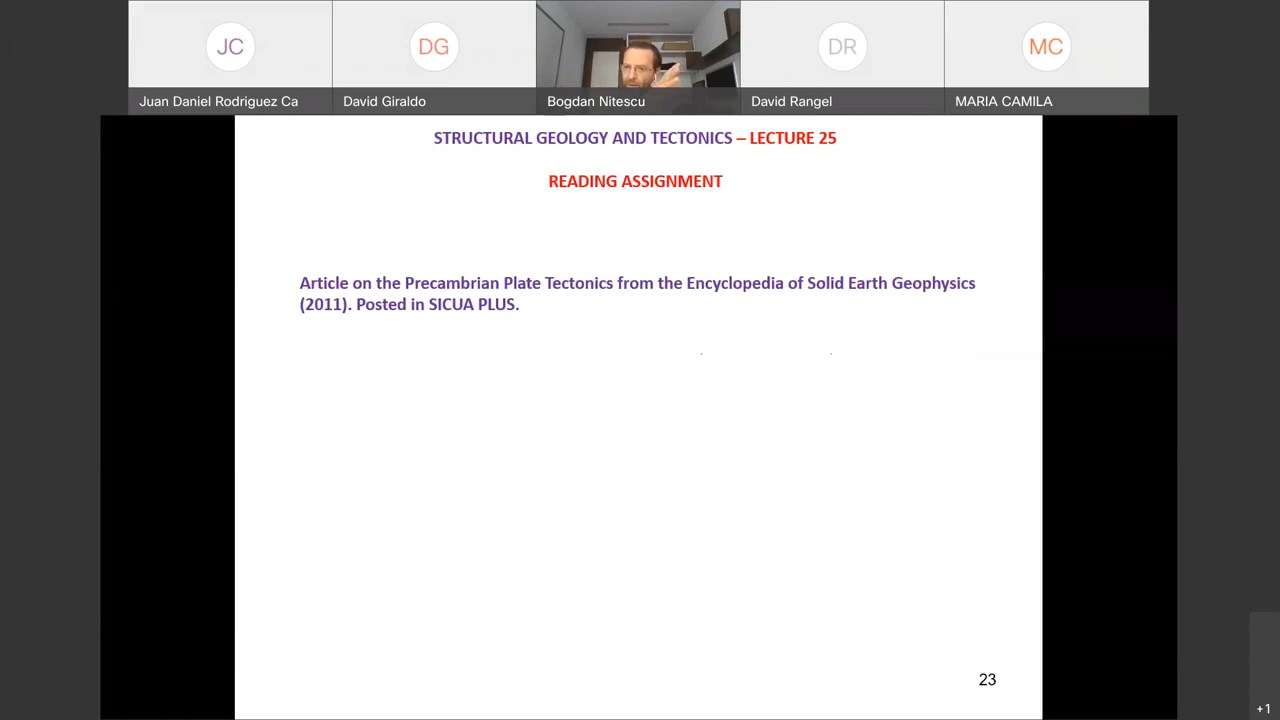 JC
DG
DR
MC
Juan Daniel Rodriguez Ca
David Giraldo
Bogdan Nitescu
David Rangel
MARIA CAMILA
STRUCTURAL GEOLOGY AND TECTONICS – LECTURE 25
READING ASSIGNMENT
Article on the Precambrian Plate Tectonics from the Encyclopedia of Solid Earth Geophysics
(2011). Posted in SICUA PLUS.
23
+1